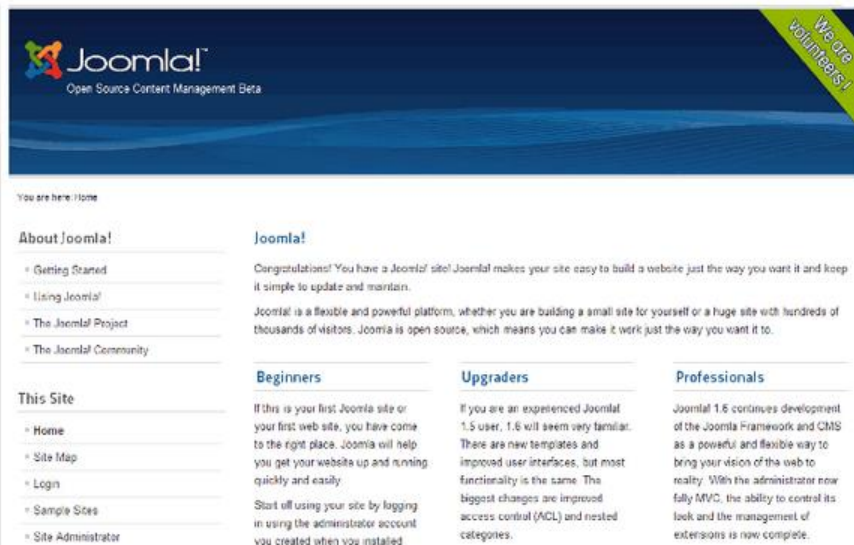 Joomla!™
Open Source Content Management Beta
We are
volunteers!
You are here: Home
About Joomla!
Getting Started
Using Joomla!
The Joomla! Project
The Joomla! Community
This Site
Home
Site Map
Login
Sample Sites
Site Administrator
Joomla!
Congratulations! You have a Joomla! site! Joomla! makes your site easy to build a website just the way you want it and keep
it simple to update and maintain.
Joomla! is a flexible and powerful platform, whether you are building a small site for yourself or a huge site with hundreds of
thousands of visitors. Joomla is open source, which means you can make it work just the way you want it to.
Beginners
If this is your first Joomla site or
your first web site, you have come
to the right place. Joomla will help
you get your website up and running
quickly and easily.
Start off using your site by logging
in using the administrator account
you created when you installed
Upgraders
If you are an experienced Joomla!
1.5 user, 1.6 will seem very familiar.
There are new templates and
improved user interfaces, but most
functionality is the same. The
biggest changes are improved
access control (ACL) and nested
categories.
Professionals
Joomla! 1.6 continues development
of the Joomla Framework and CMS
as a powerful and flexible way to
bring your vision of the web to
reality. With the administrator now
fully MVC, the ability to control its
look and the management of
extensions is now complete.